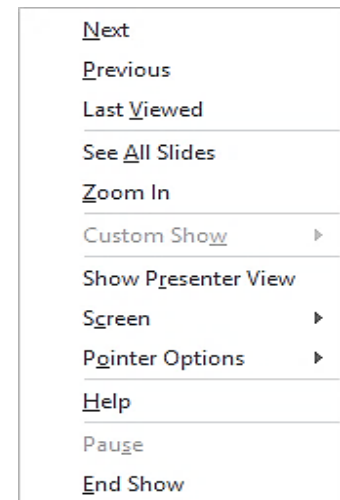 Next
Previous
Last Viewed
See All Slides
Zoom In
Custom Show
Show Presenter View
Screen
Pointer Options
Help
Pause
End Show